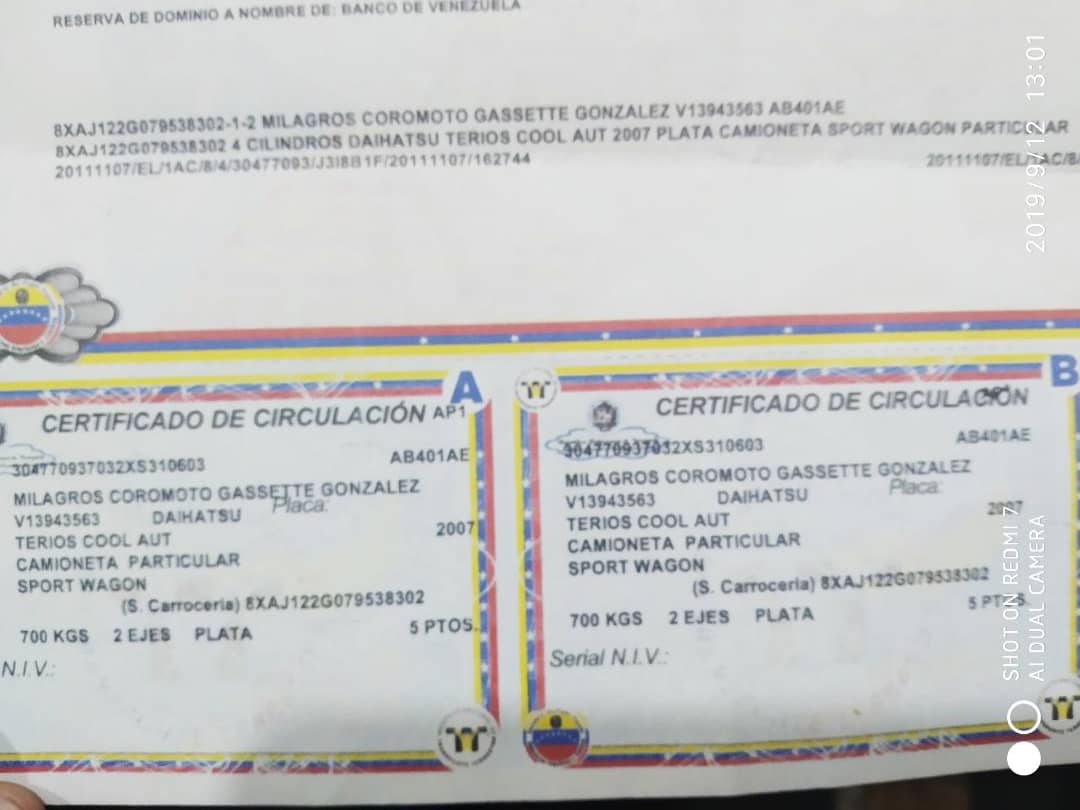 RESERVA DE DOMINIO A NOMBRE DE: BANCO DE VENEZUELA
8XAJ122G079538302-1-2 MILAGROS COROMOTO GASSETTE GONZALEZ V13943563 AB401AE
8XAJ122G079538302 4 CILINDROS DAIHATSU TERIOS COOL AUT 2007 PLATA CAMIONETA SPORT WAGON PARTICULAR
20111107/EL/1AC/8/4/30477093/J3I8B1F/20111107/162744
20111107/EL/1AC/8/
A
CERTIFICADO DE CIRCULACIÓN AP1
304770937032XS310603 AB401AE
MILAGROS COROMOTO GASSETTE GONZALEZ
Placa:
V13943563 DAIHATSU
TERIOS COOL AUT 2007
CAMIONETA PARTICULAR
SPORT WAGON
(S. Carroceria) 8XAJ122G079538302
700 KGS 2 EJES PLATA 5 PTOS.
N.I.V.:
B
CERTIFICADO DE CIRCULACIÓN
304770937032XS310603 AB401AE
MILAGROS COROMOTO GASSETTE GONZALEZ
Placa:
V13943563 DAIHATSU
TERIOS COOL AUT 2007
CAMIONETA PARTICULAR
SPORT WAGON
(S. Carroceria) 8XAJ122G079538302
700 KGS 2 EJES PLATA 5 PTOS.
Serial N.I.V.:
2019/9/12 13:01
SHOT ON REDMI 7
AI DUAL CAMERA